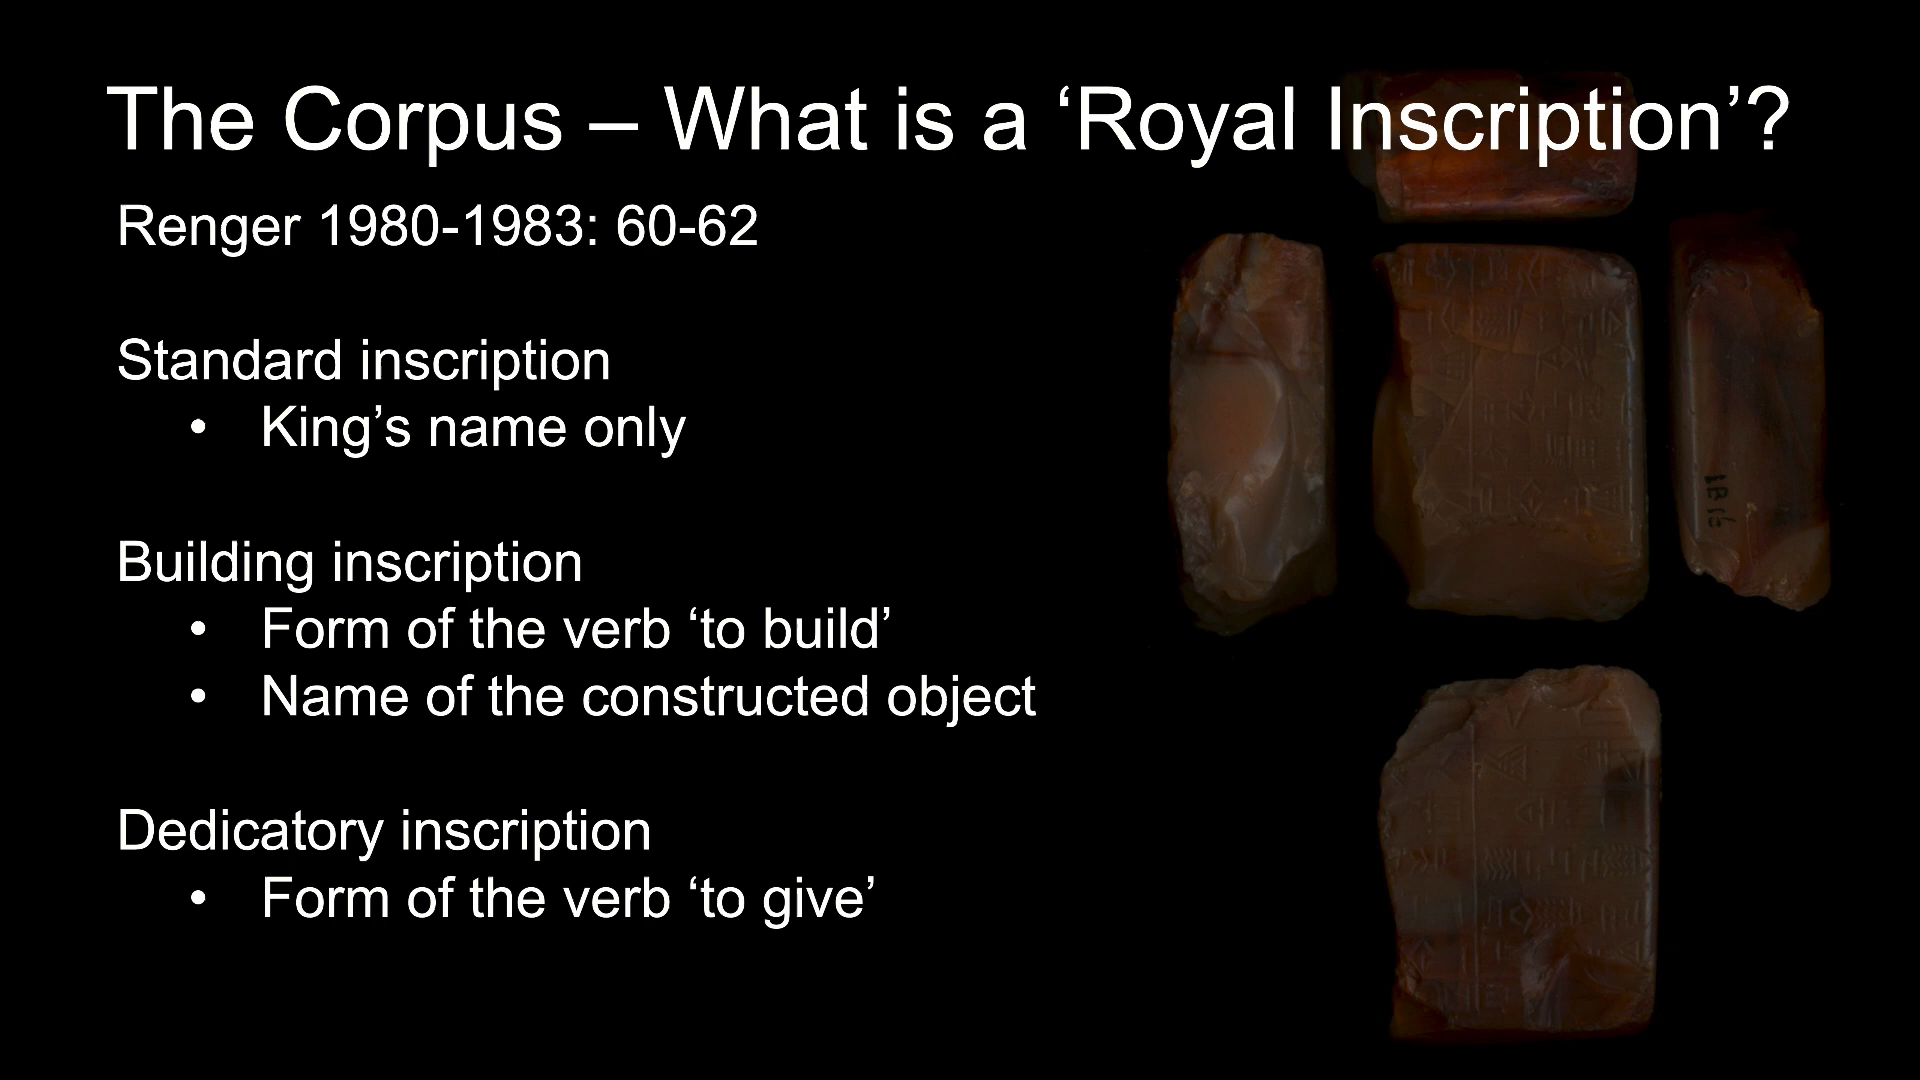 The Corpus – What is a ‘Royal Inscription’?
Renger 1980-1983: 60-62
Standard inscription
• King’s name only
Building inscription
• Form of the verb ‘to build’
• Name of the constructed object
Dedicatory inscription
• Form of the verb ‘to give’